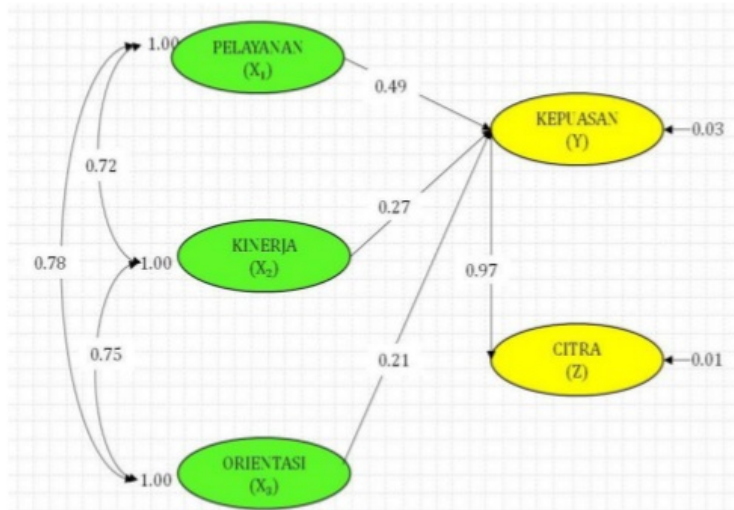 1.00
PELAYANAN
(X₁)
0.49
KEPUASAN
(Y)
0.03
0.72
0.27
0.78
1.00
KINERJA
(X₂)
0.97
0.75
0.21
CITRA
(Z)
0.01
1.00
ORIENTASI
(X₃)